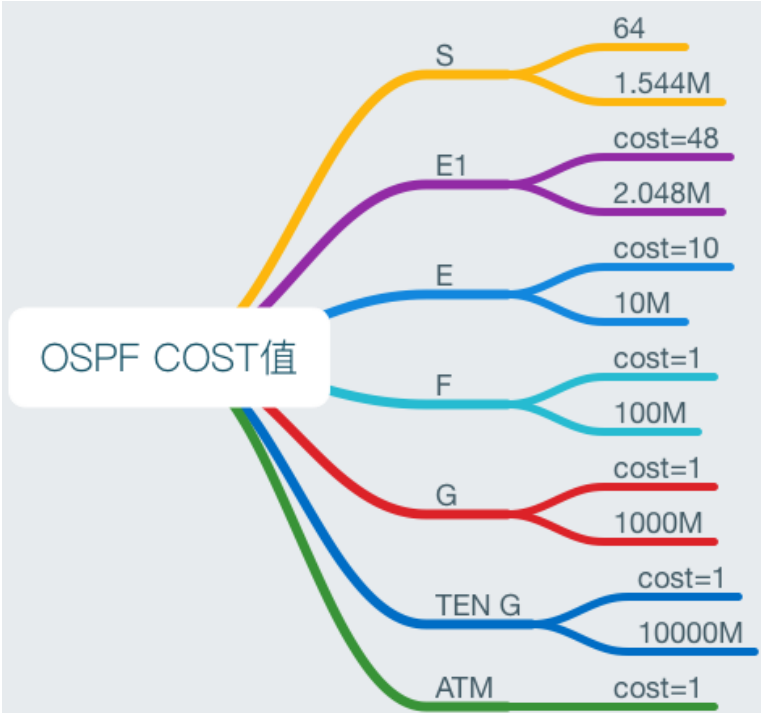 OSPF COST值
S
64
1.544M
E1
cost=48
2.048M
E
cost=10
10M
F
cost=1
100M
G
cost=1
1000M
TEN G
cost=1
10000M
ATM
cost=1